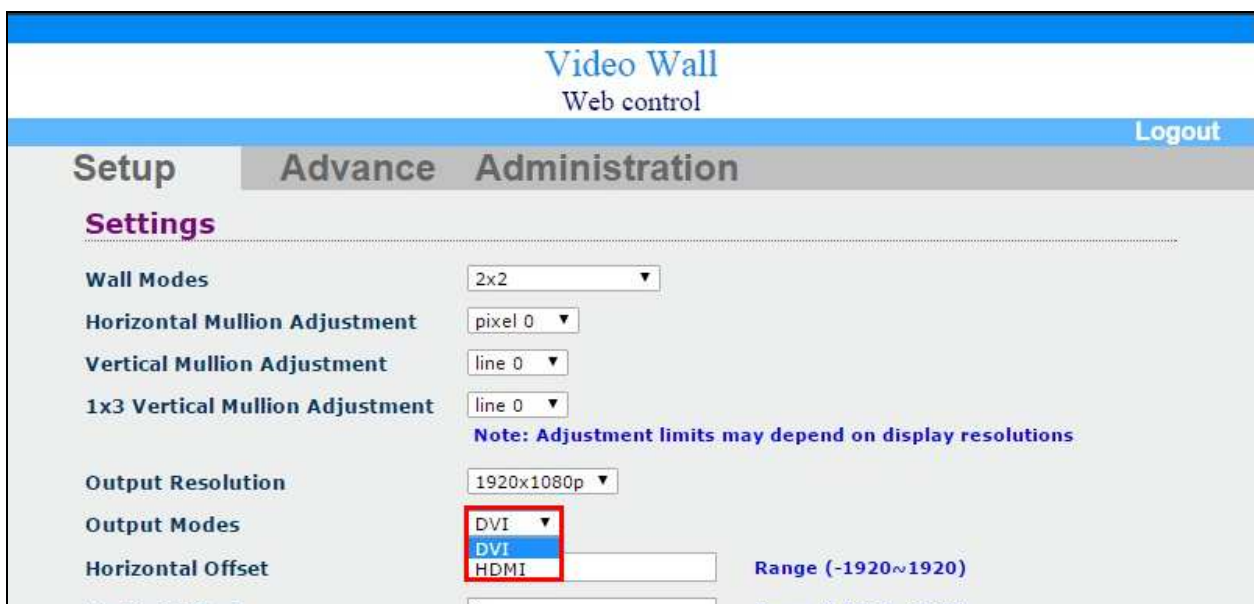 Video Wall
Web control
Logout
Setup Advance Administration
Settings
Wall Modes 2x2
Horizontal Mullion Adjustment pixel 0
Vertical Mullion Adjustment line 0
1x3 Vertical Mullion Adjustment line 0
Note: Adjustment limits may depend on display resolutions
Output Resolution 1920x1080p
Output Modes DVI
DVI
Horizontal Offset HDMI Range (-1920~1920)